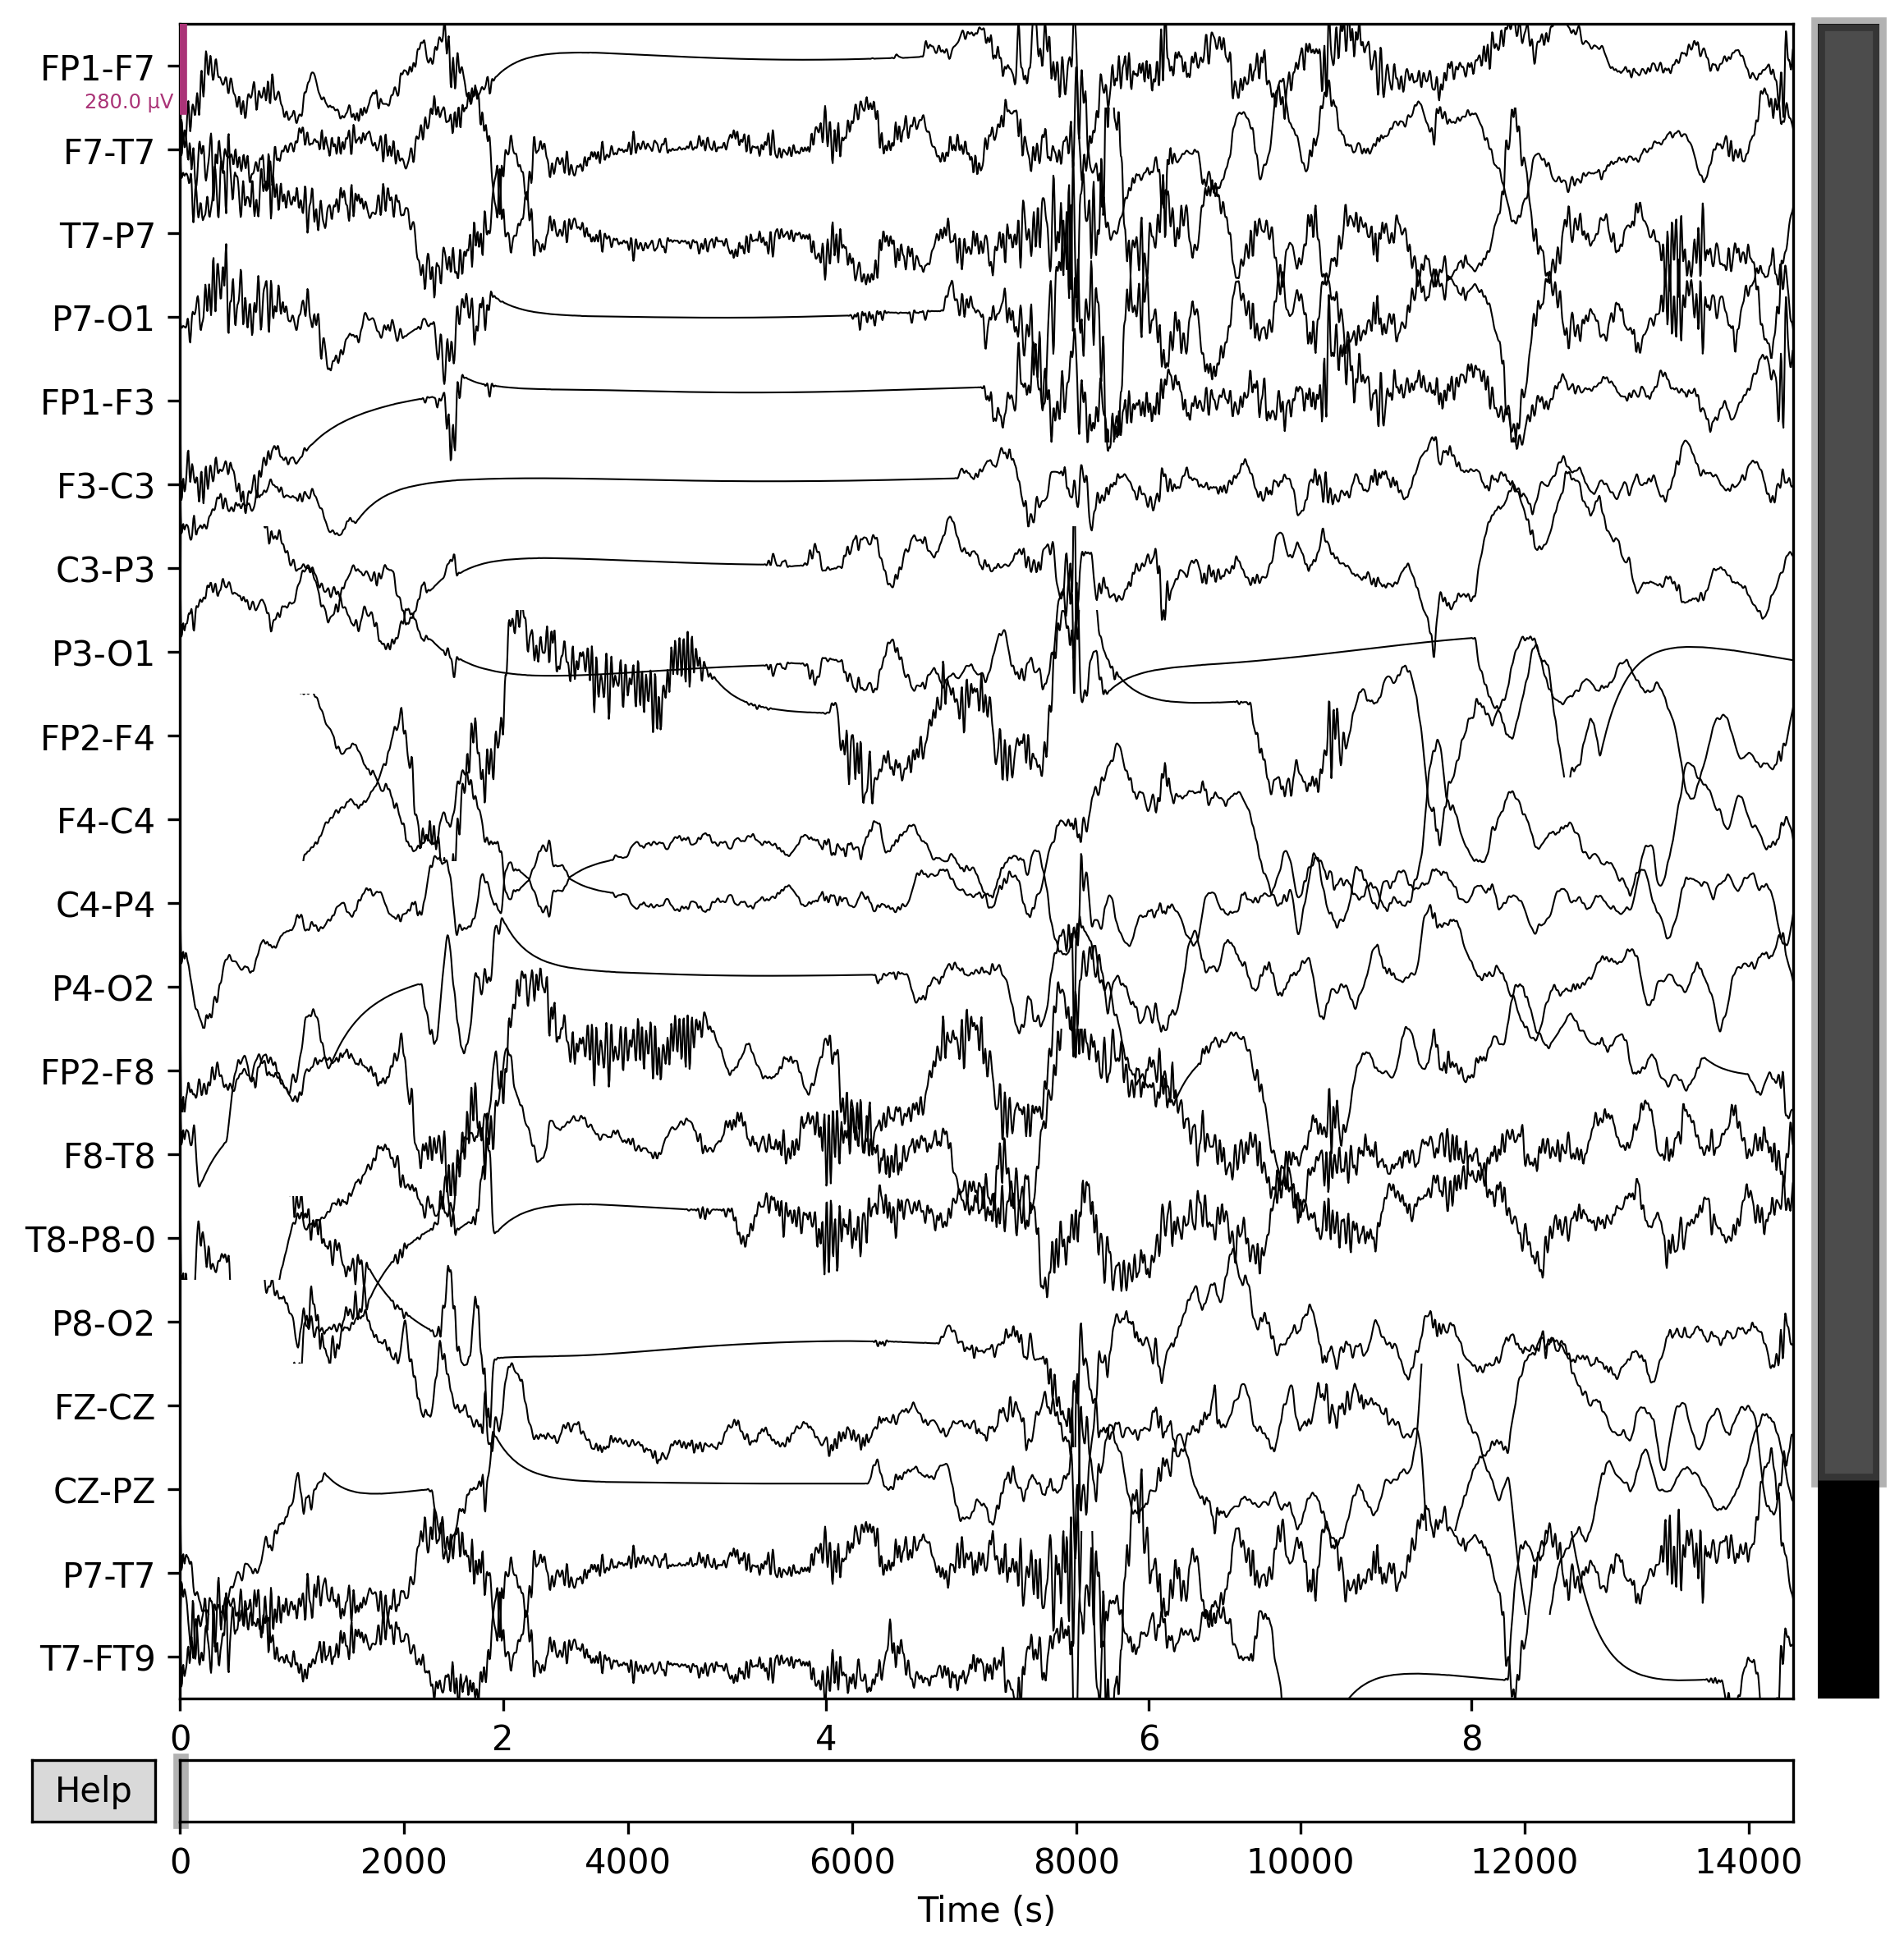 FP1-F7
280.0 µV
F7-T7
T7-P7
P7-O1
FP1-F3
F3-C3
C3-P3
P3-O1
FP2-F4
F4-C4
C4-P4
P4-O2
FP2-F8
F8-T8
T8-P8-0
P8-O2
FZ-CZ
CZ-PZ
P7-T7
T7-FT9
0 2 4 6 8
Help
0 2000 4000 6000 8000 10000 12000 14000
Time (s)